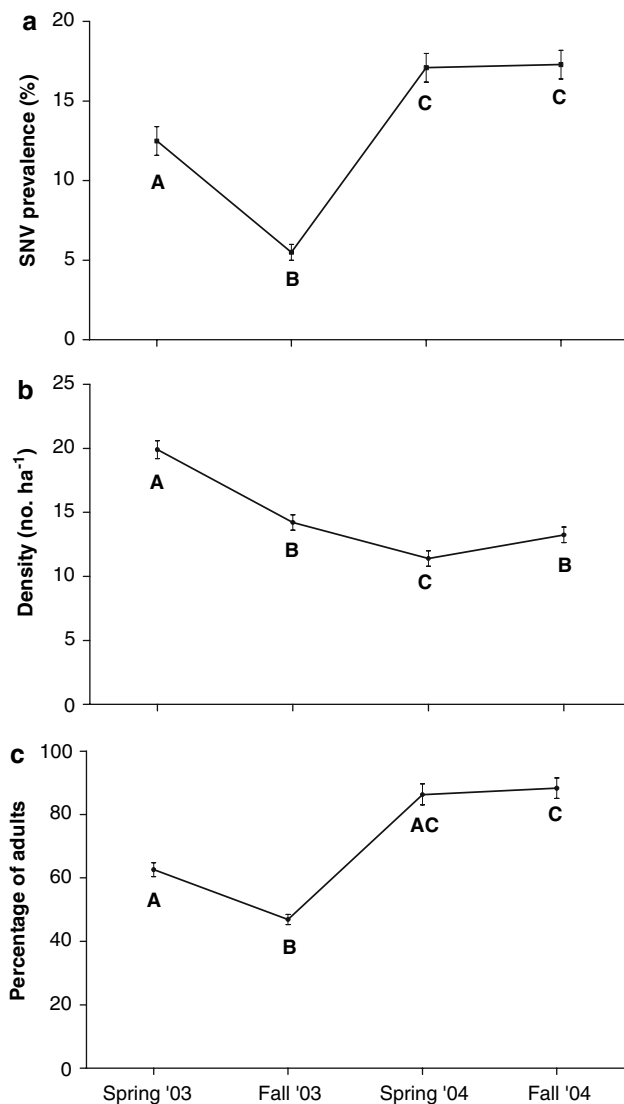 a
SNV prevalence (%)
20
15
10
5
0
A
B
C
C
b
Density (no. ha⁻¹)
25
20
15
10
5
0
A
B
C
B
c
Percentage of adults
100
80
60
40
20
0
A
B
AC
C
Spring '03 Fall '03 Spring '04 Fall '04